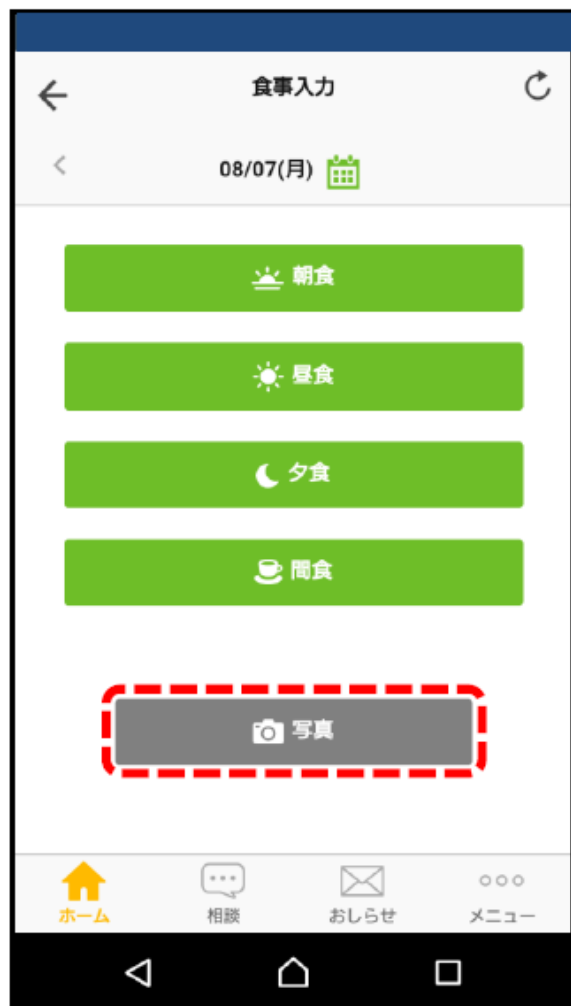 食事入力
08/07(月)
朝食
昼食
夕食
間食
写真
ホーム
相談
おしらせ
メニュー